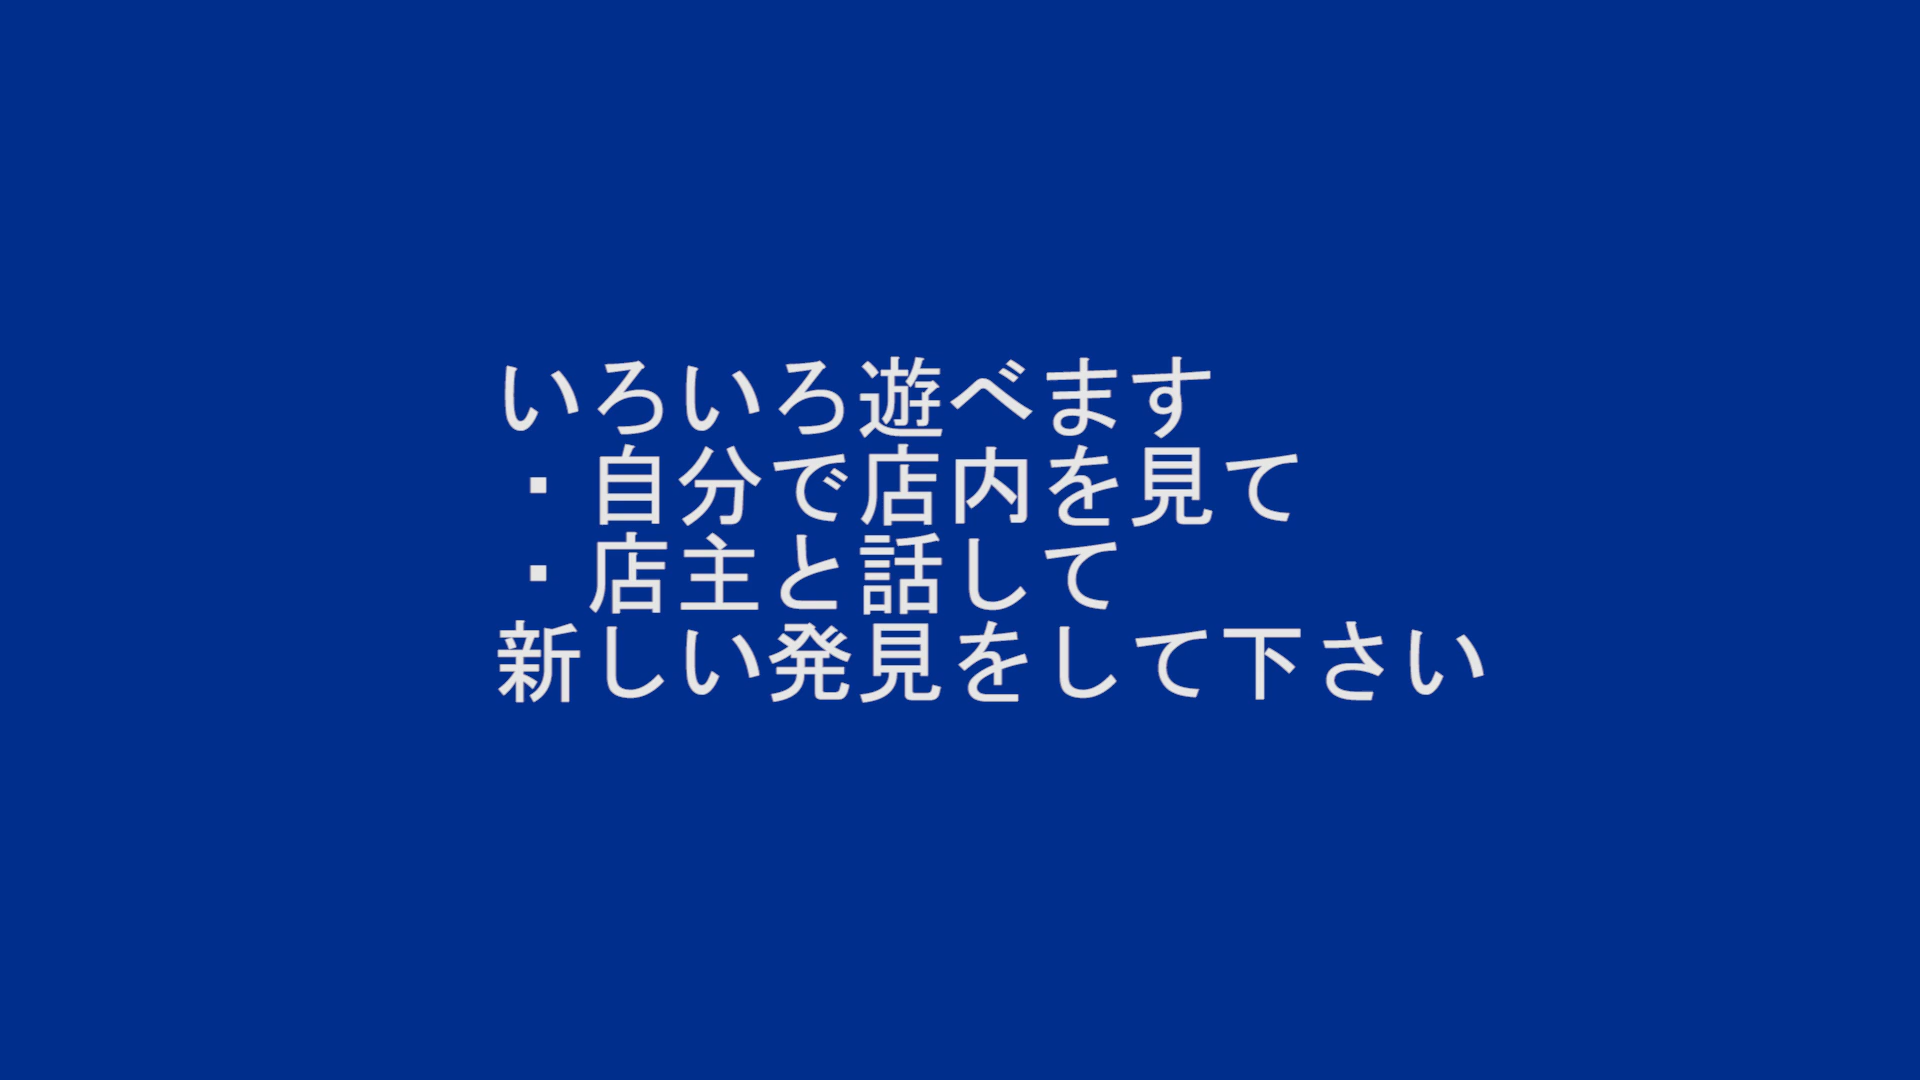 いろいろ遊べます
・自分で店内を見て
・店主と話して
新しい発見をして下さい